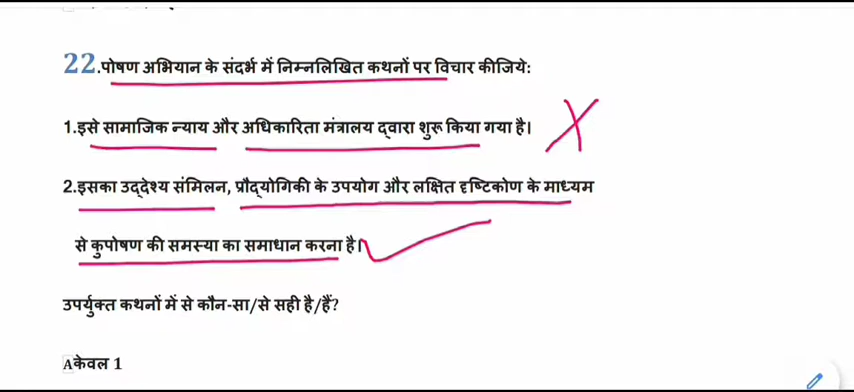 22.पोषण अभियान के संदर्भ में निम्नलिखित कथनों पर विचार कीजिये:
1.इसे सामाजिक न्याय और अधिकारिता मंत्रालय द्वारा शुरू किया गया है।
2.इसका उद्देश्य संमिलन, प्रौद्योगिकी के उपयोग और लक्षित दृष्टिकोण के माध्यम
से कुपोषण की समस्या का समाधान करना है।
उपर्युक्त कथनों में से कौन-सा/से सही है/हैं?
Aकेवल 1